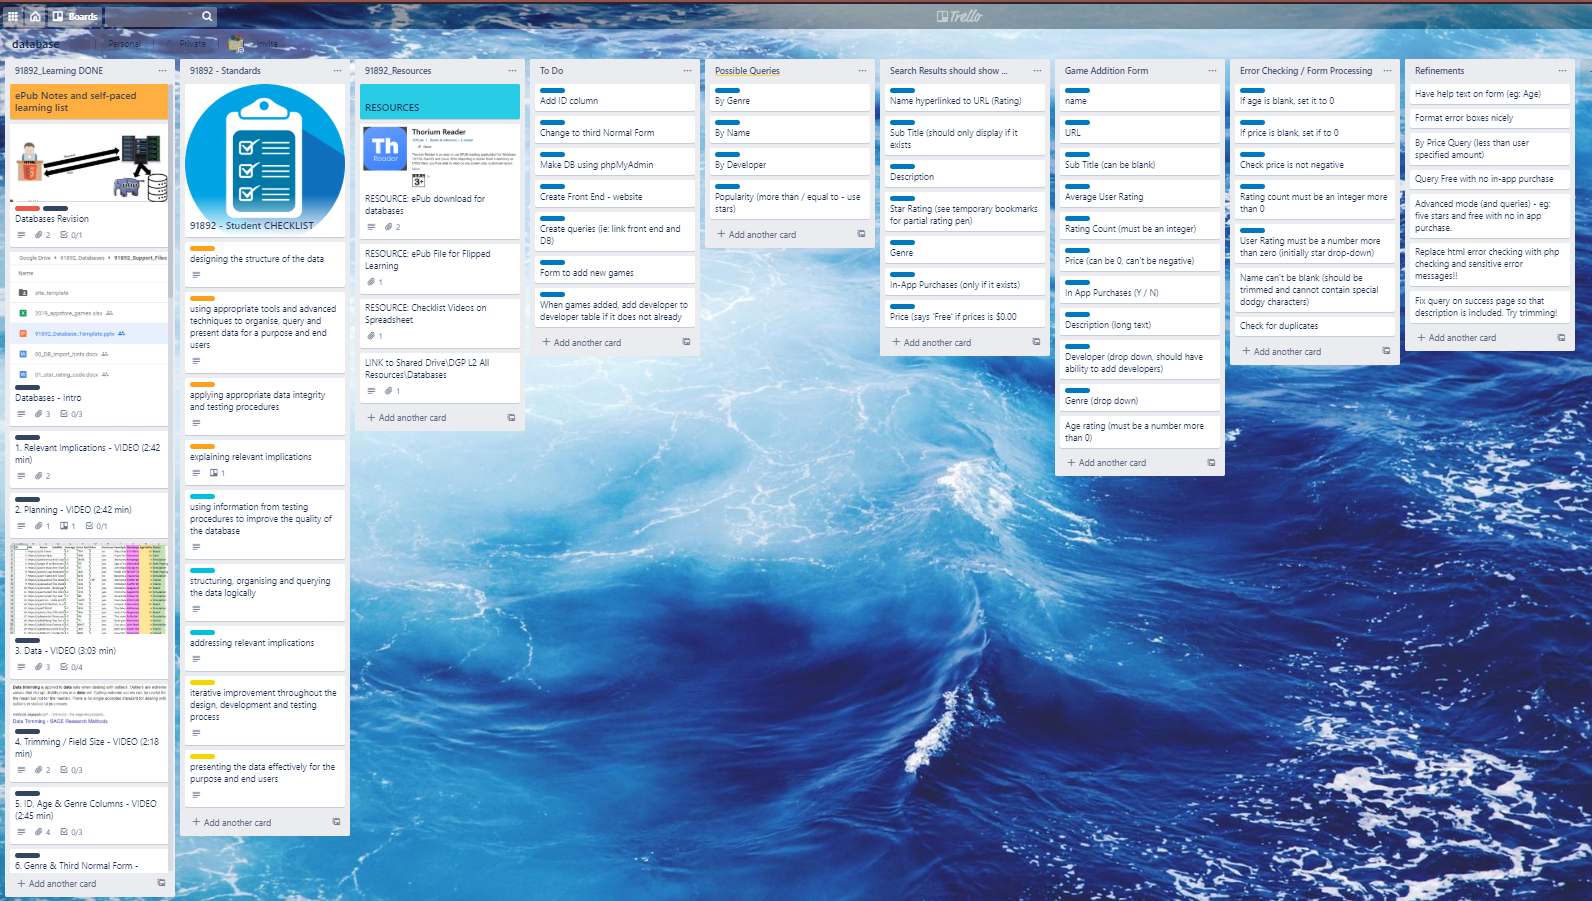 Boards
Trello
database
Personal
Private
Invite
91892_Learning DONE
ePub Notes and self-paced
learning list
Databases Revision
2
0/1
Google Drive > 91892_Databases > 91892_Support_Files
Name
site_template
2019_appstore_games.xlsx
91892_Database_Template.pptx
00_DB_import_hints.docx
01_star_rating_code.docx
Databases - Intro
3
0/3
1. Relevant Implications - VIDEO (2:42
min)
2
2. Planning - VIDEO (2:42 min)
1
1
0/1
3. Data - VIDEO (3:03 min)
3
0/4
Data Trimming - SAGE Research Methods
4. Trimming / Field Size - VIDEO (2:18
min)
2
0/3
5. ID, Age & Genre Columns - VIDEO
(2:45 min)
4
0/3
6. Genre & Third Normal Form -
+ Add another card
91892 - Standards
91892 - Student CHECKLIST
designing the structure of the data
using appropriate tools and advanced
techniques to organise, query and
present data for a purpose and end
users
applying appropriate data integrity
and testing procedures
explaining relevant implications
1
using information from testing
procedures to improve the quality of
the database
structuring, organising and querying
the data logically
addressing relevant implications
iterative improvement throughout the
design, development and testing
process
presenting the data effectively for the
purpose and end users
+ Add another card
91892_Resources
RESOURCES
Th
Reader
Thorium Reader
3+
RESOURCE: ePub download for
databases
2
RESOURCE: ePub File for Flipped
Learning
1
RESOURCE: Checklist Videos on
Spreadsheet
1
LINK to Shared Drive\DGP L2 All
Resources\Databases
1
+ Add another card
To Do
Add ID column
Change to third Normal Form
Make DB using phpMyAdmin
Create Front End - website
Create queries (ie: link front end and
DB)
Form to add new games
When games added, add developer to
developer table if it does not already
+ Add another card
Possible Queries
By Genre
By Name
By Developer
Popularity (more than / equal to - use
stars)
+ Add another card
Search Results should show ...
Name hyperlinked to URL (Rating)
Sub Title (should only display if it
exists
Description
Star Rating (see temporary bookmarks
for partial rating pen)
Genre
In-App Purchases (only if it exists)
Price (says 'Free' if prices is $0.00
+ Add another card
Game Addition Form
name
URL
Sub Title (can be blank)
Average User Rating
Rating Count (must be an integer)
Price (can be 0, can't be negative)
In App Purchases (Y / N)
Description (long text)
Developer (drop down, should have
ability to add developers)
Genre (drop down)
Age rating (must be a number more
than 0)
+ Add another card
Error Checking / Form Processing
If age is blank, set it to 0
If price is blank, set if to 0
Check price is not negative
Rating count must be an integer more
than 0
User Rating must be a number more
than zero (initially star drop-down)
Name can't be blank (should be
trimmed and cannot contain special
dodgy characters)
Check for duplicates
+ Add another card
Refinements
Have help text on form (eg: Age)
Format error boxes nicely
By Price Query (less than user
specified amount)
Query Free with no in-app purchase
Advanced mode (and queries) - eg:
five stars and free with no in app
purchase.
Replace html error checking with php
checking and sensitive error
messages!!
Fix query on success page so that
description is included. Try trimming!
+ Add another card